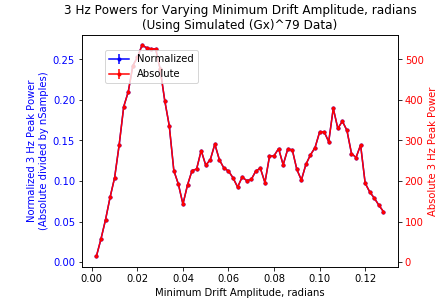 3 Hz Powers for Varying Minimum Drift Amplitude, radians
(Using Simulated (Gx)^79 Data)
Normalized
Absolute
Normalized 3 Hz Peak Power
(Absolute divided by nSamples)
0.25
0.20
0.15
0.10
0.05
0.00
500
400
300
200
100
0
Absolute 3 Hz Peak Power
0.00 0.02 0.04 0.06 0.08 0.10 0.12
Minimum Drift Amplitude, radians